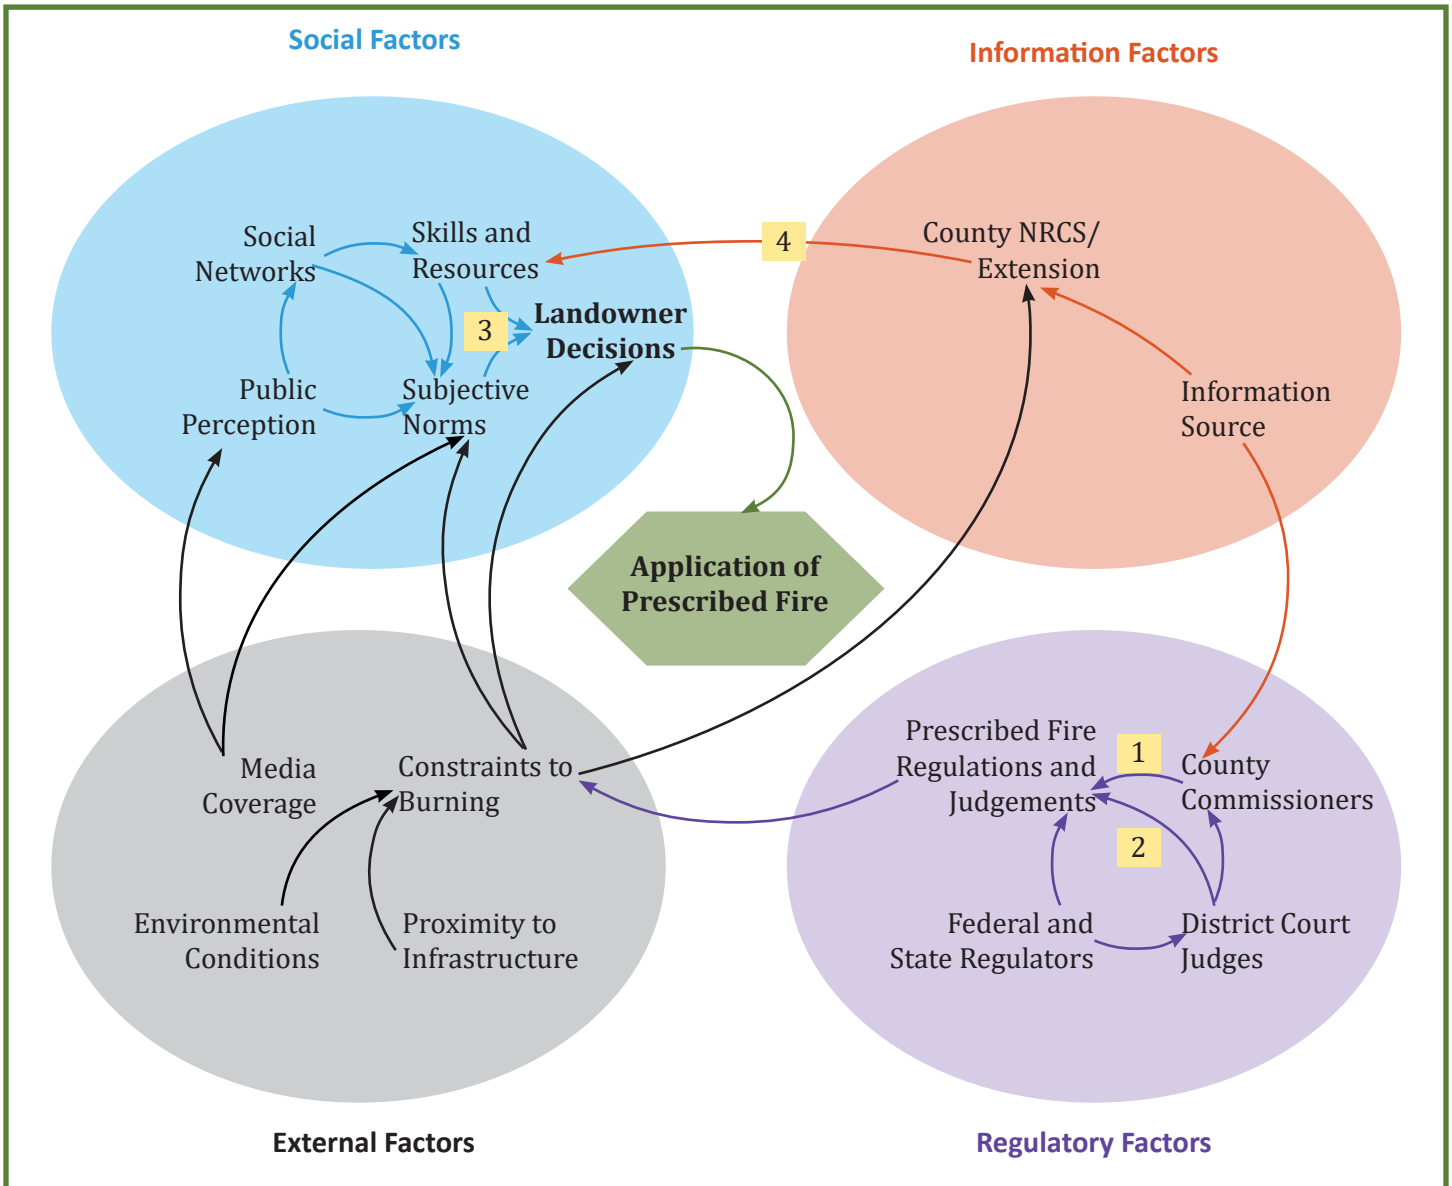 Social Factors
Information Factors
Social
Networks
Skills and
Resources
4
County NRCS/
Extension
3
Landowner
Decisions
Public
Perception
Subjective
Norms
Information
Source
Application of
Prescribed Fire
Media
Coverage
Constraints to
Burning
Prescribed Fire
Regulations and
Judgements
1
County
Commissioners
2
Environmental
Conditions
Proximity to
Infrastructure
Federal and
State Regulators
District Court
Judges
External Factors
Regulatory Factors